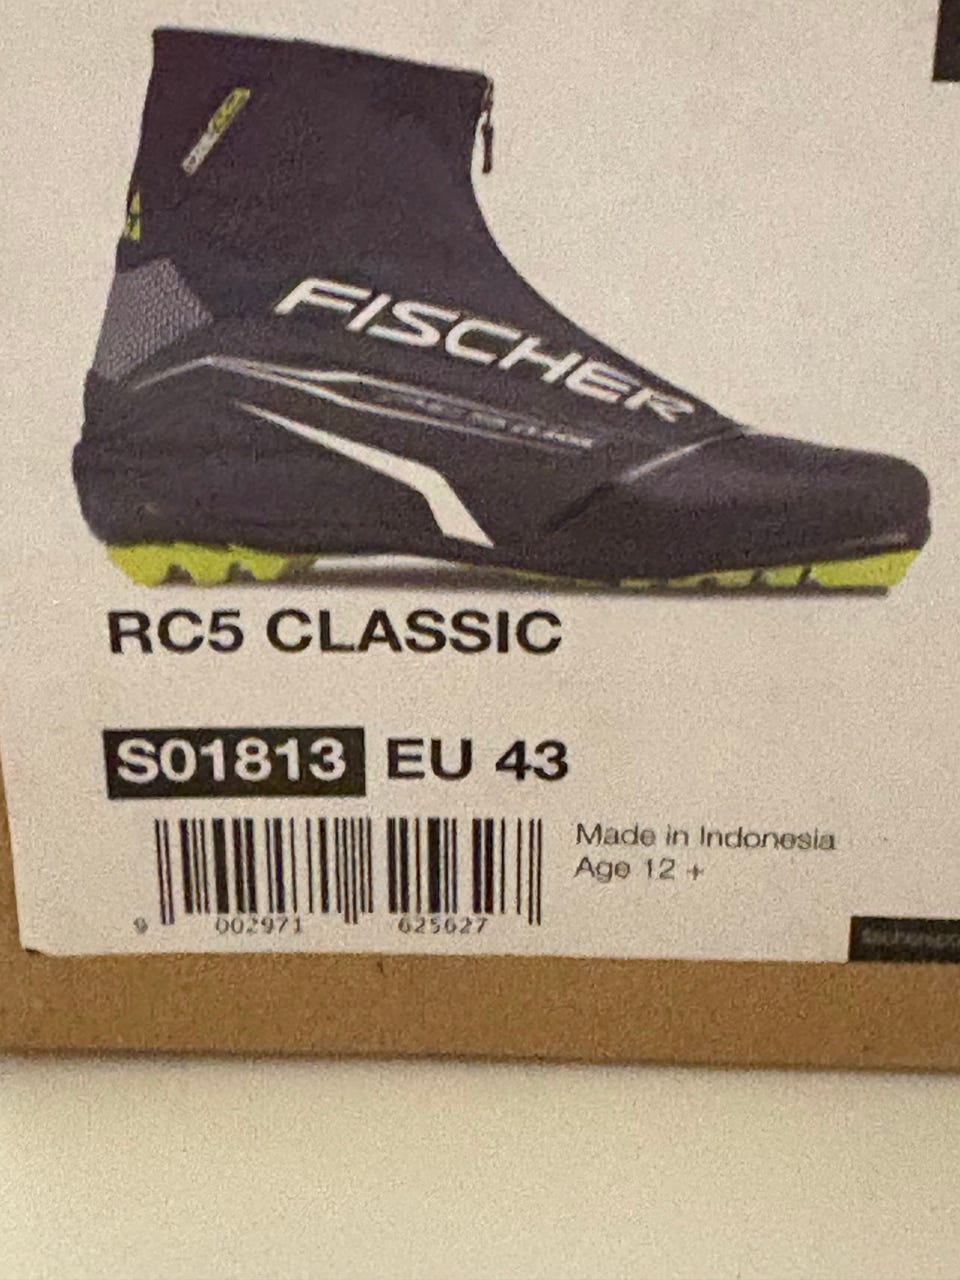 FISCHER
RC5 CLASSIC
S01813 EU 43
Made in Indonesia
Age 12 +
9 002971 625627